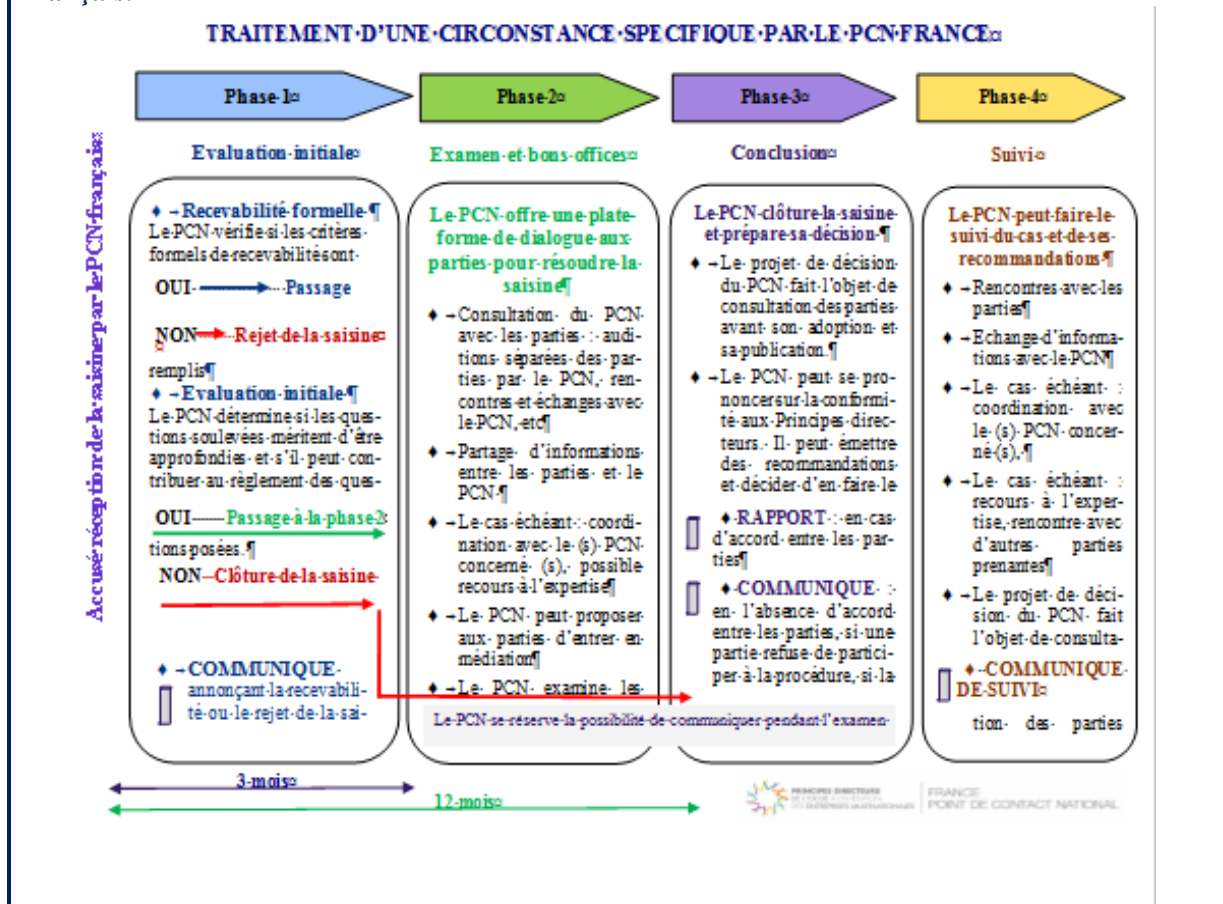 TRAITEMENT·D'UNE·CIRCONSTANCE·SPECIFIQUE·PAR·LE·PCN·FRANCE¤
Accusé·réception·de·la·saisine·par·le·PCN·français¤
Phase·1¤
Evaluation·initiale¤
♦→Recevabilité·formelle·¶
Le·PCN·vérifie·si·les·critères·
formels·de·recevabilité·sont·
OUI·→·Passage
NON→·Rejet·de·la·saisine¤
¤
remplis¶
♦→Evaluation·initiale·¶
Le·PCN·détermine·si·les·ques-
tions·soulevées·méritent·d'être·
approfondies·et·s'il·peut·con-
tribuer·au·règlement·des·ques-
OUI·——Passage·à·la·phase·2¤
tions·posées.¶
NON·–Clôture·de·la·saisine·
♦→COMMUNIQUE·
annonçant·la·recevabili-
té·ou·le·rejet·de·la·sai-
Phase·2¤
Examen·et·bons·offices¤
Le·PCN·offre·une·plate-
forme·de·dialogue·aux·
parties·pour·résoudre·la·
saisine¶
♦→Consultation·du·PCN·
avec·les·parties·:·audi-
tions·séparées·des·par-
ties·par·le·PCN,·ren-
contres·et·échanges·avec·
le·PCN,·etc¶
♦→Partage·d'informations·
entre·les·parties·et·le·
PCN·¶
♦→Le·cas·échéant·:·coordi-
nation·avec·le·(s)·PCN·
concerné·(s),·possible·
recours·à·l'expertise¶
♦→Le·PCN·peut·proposer·
aux·parties·d'entrer·en·
médiation¶
♦→Le·PCN·examine·les·
Phase·3¤
Conclusion¤
Le·PCN·clôture·la·saisine·
et·prépare·sa·décision·¶
♦→Le·projet·de·décision·
du·PCN·fait·l'objet·de·
consultation·des·parties·
avant·son·adoption·et·
sa·publication.¶
♦→Le·PCN·peut·se·pro-
noncer·sur·la·conformi-
té·aux·Principes·direc-
teurs.·Il·peut·émettre·
des·recommandations·
et·décider·d'en·faire·le·
♦·RAPPORT·:·en·cas·
d'accord·entre·les·par-
ties¶
♦·COMMUNIQUE·:·
en·l'absence·d'accord·
entre·les·parties,·si·une·
partie·refuse·de·partici-
per·à·la·procédure,·si·la·
Le·PCN·se·réserve·la·possibilité·de·communiquer·pendant·l'examen·
Phase·4¤
Suivi·¤
Le·PCN·peut·faire·le·
suivi·du·cas·et·de·ses·
recommandations·¶
♦→Rencontres·avec·les·
parties¶
♦→Echange·d'informa-
tions·avec·le·PCN¶
♦→Le·cas·échéant·:
coordination·avec
le·(s)·PCN·concer-
né·(s),·¶
♦→Le·cas·échéant·:
recours·à·l'exper-
tise,·rencontre·avec
d'autres·parties
prenantes¶
♦→Le·projet·de·déci-
sion·du·PCN·fait
l'objet·de·consulta-
♦·COMMUNIQUE·
DE·SUIVI¤
tion·des·parties
3·mois¤
12·mois¤
PRINCIPES DIRECTEURS
FRANCE
POINT DE CONTACT NATIONAL